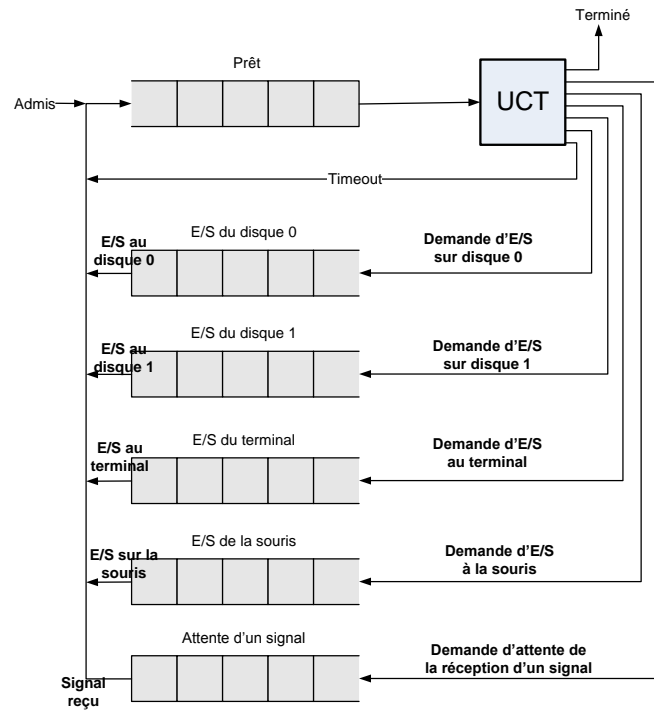 Terminé
Prêt
Admis
UCT
Timeout
E/S au
disque 0
E/S du disque 0
Demande d'E/S
sur disque 0
E/S au
disque 1
E/S du disque 1
Demande d'E/S
sur disque 1
E/S au
terminal
E/S du terminal
Demande d'E/S
au terminal
E/S sur la
souris
E/S de la souris
Demande d'E/S
à la souris
Attente d'un signal
Demande d'attente de
la réception d'un signal
Signal
reçu